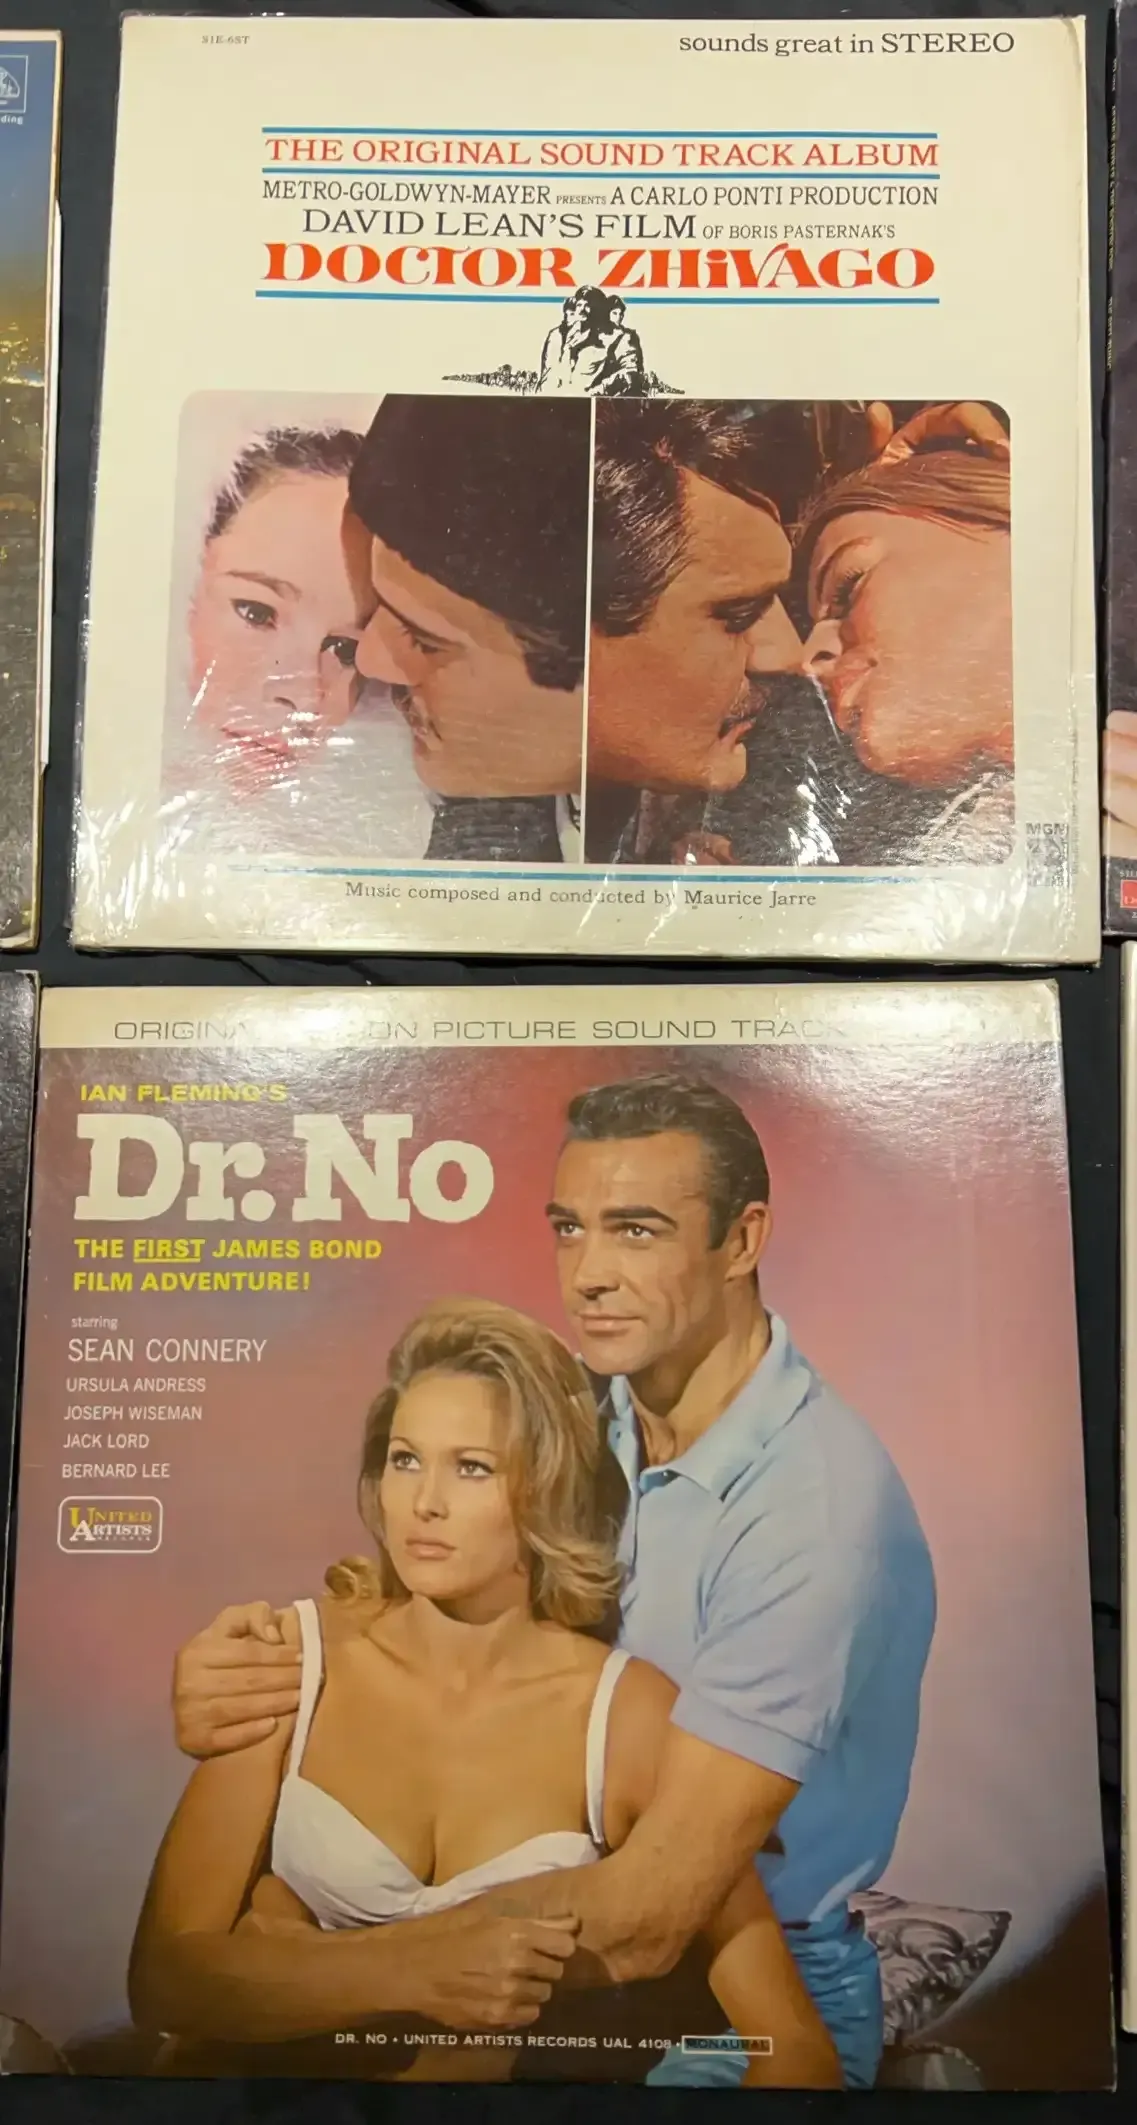 S1E-6ST
sounds great in STEREO
THE ORIGINAL SOUND TRACK ALBUM
METRO-GOLDWYN-MAYER PRESENTS A CARLO PONTI PRODUCTION
DAVID LEAN'S FILM OF BORIS PASTERNAK'S
DOCTOR ZHIVAGO
MGM
Music composed and conducted by Maurice Jarre
ding
PICTURE SOUND TRACK
IAN FLEMING'S
Dr. No
THE FIRST JAMES BOND
FILM ADVENTURE!
starring
SEAN CONNERY
URSULA ANDRESS
JOSEPH WISEMAN
JACK LORD
BERNARD LEE
UNITED
ARTISTS
RECORDS
DR. NO • UNITED ARTISTS RECORDS UAL 4108 • MONAURAL